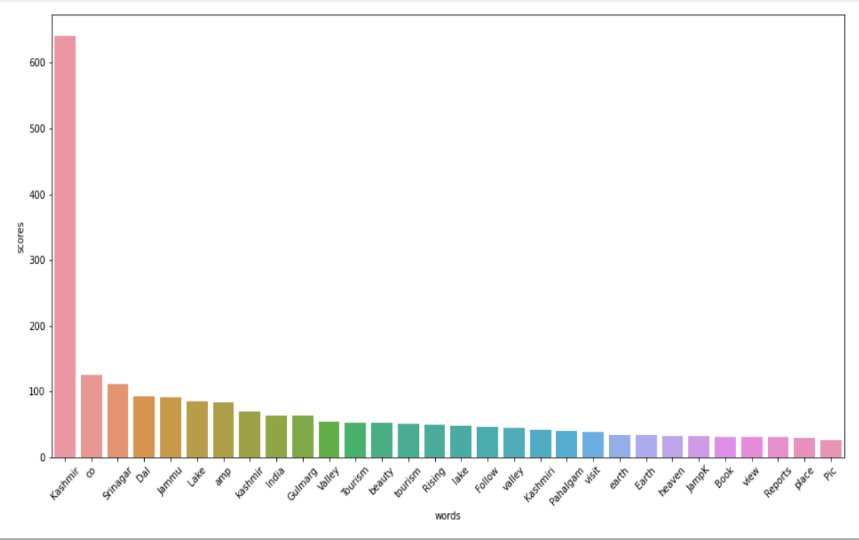 600
500
400
300
200
100
0
scores
Kashmir co Srinagar Dal Jammu Lake amp kashmir India Gulmarg Valley Tourism beauty tourism Rising lake Follow valley Kashmiri Pahalgam visit earth Earth heaven JampK Book view Reports place Pic
words